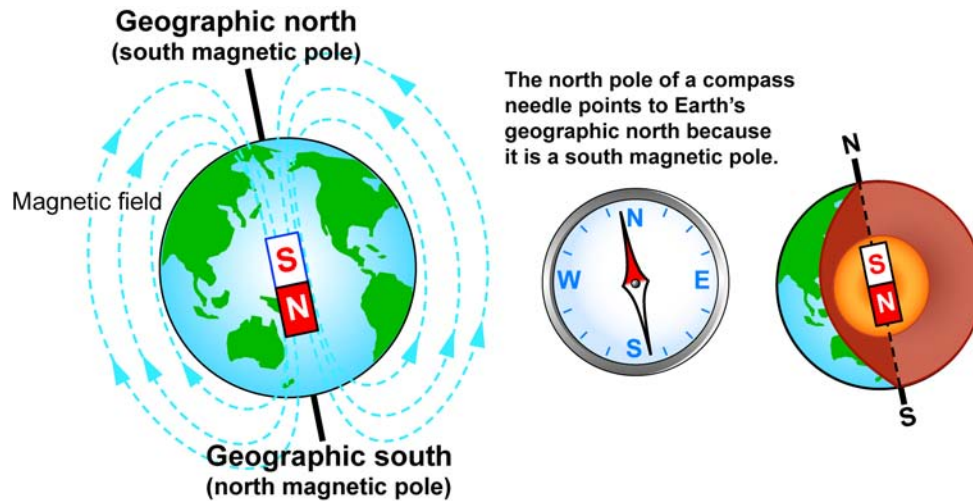 Geographic north
(south magnetic pole)
Magnetic field
S
N
Geographic south
(north magnetic pole)
The north pole of a compass
needle points to Earth's
geographic north because
it is a south magnetic pole.
N
W
E
S
N
S
N
S